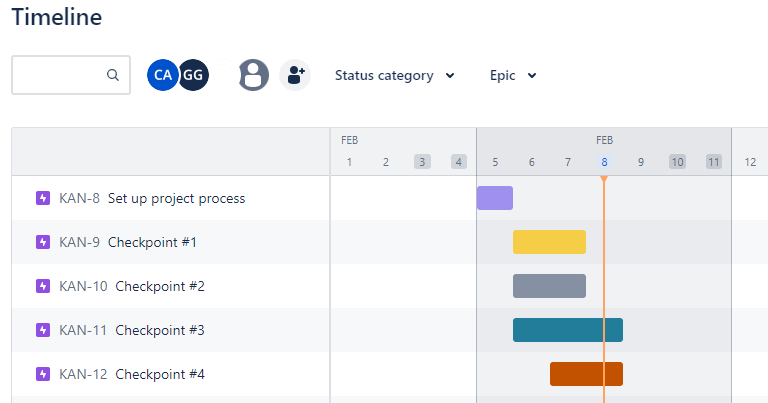 Timeline
CA GG Status category Epic
FEB FEB
1 2 3 4 5 6 7 8 9 10 11 12
KAN-8 Set up project process
KAN-9 Checkpoint #1
KAN-10 Checkpoint #2
KAN-11 Checkpoint #3
KAN-12 Checkpoint #4